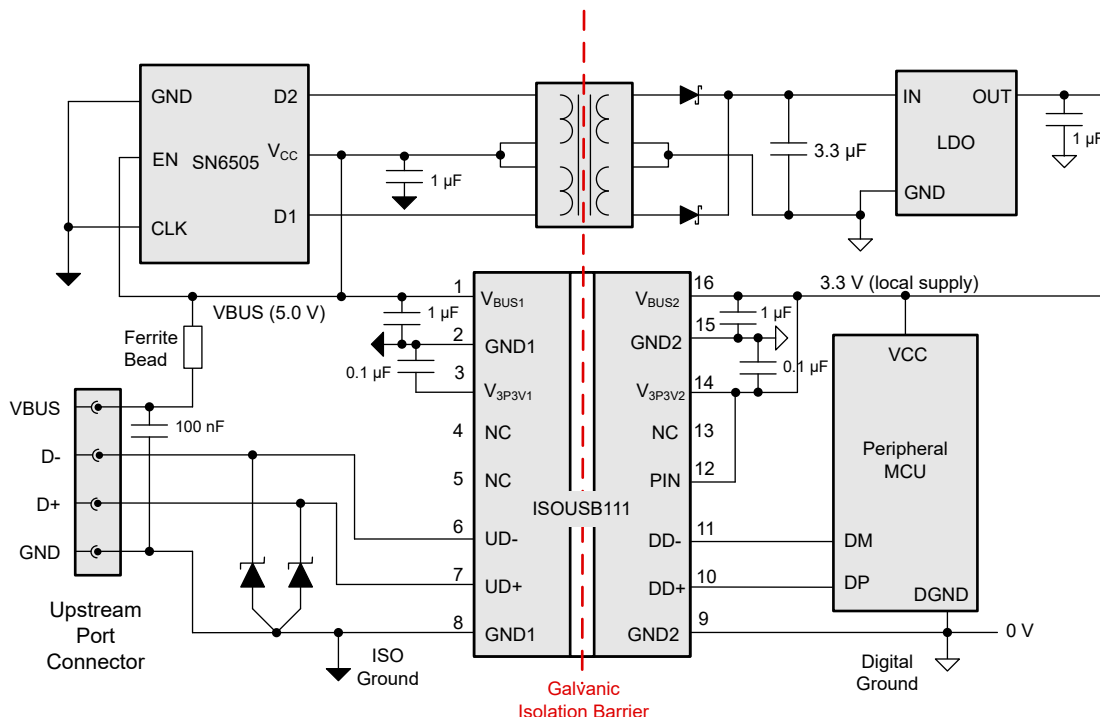 GND
D2
EN
SN6505
VCC
CLK
D1
1 µF
3.3 µF
IN
OUT
LDO
GND
1 µF
VBUS (5.0 V)
Ferrite
Bead
1 µF
0.1 µF
100 nF
VBUS
D-
D+
GND
Upstream
Port
Connector
ISO
Ground
1
VBUS1
2
GND1
3
V3P3V1
4
NC
5
NC
6
UD-
7
UD+
8
GND1
ISOUSB111
VBUS2
16
GND2
15
V3P3V2
14
NC
13
PIN
12
DD-
11
DD+
10
GND2
9
3.3 V (local supply)
1 µF
0.1 µF
VCC
Peripheral
MCU
DM
DP
DGND
0 V
Digital
Ground
Galvanic
Isolation Barrier